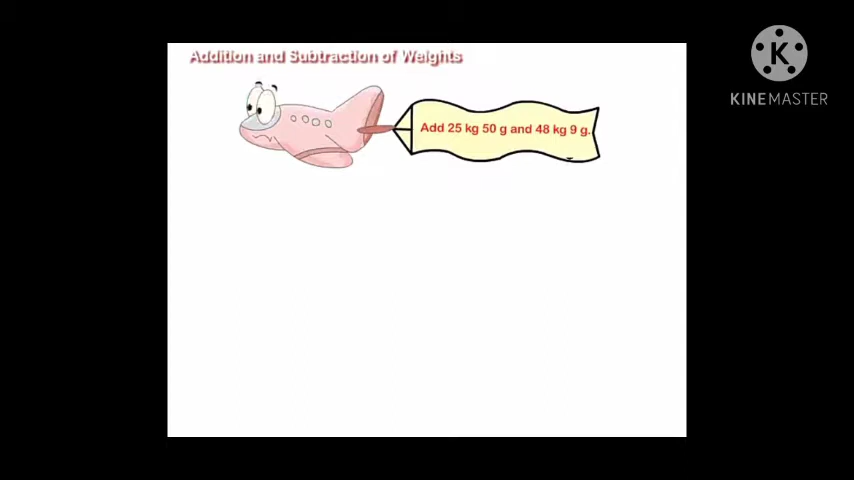 Addition and Subtraction of Weights
Add 25 kg 50 g and 48 kg 9 g.
K
KINEMASTER